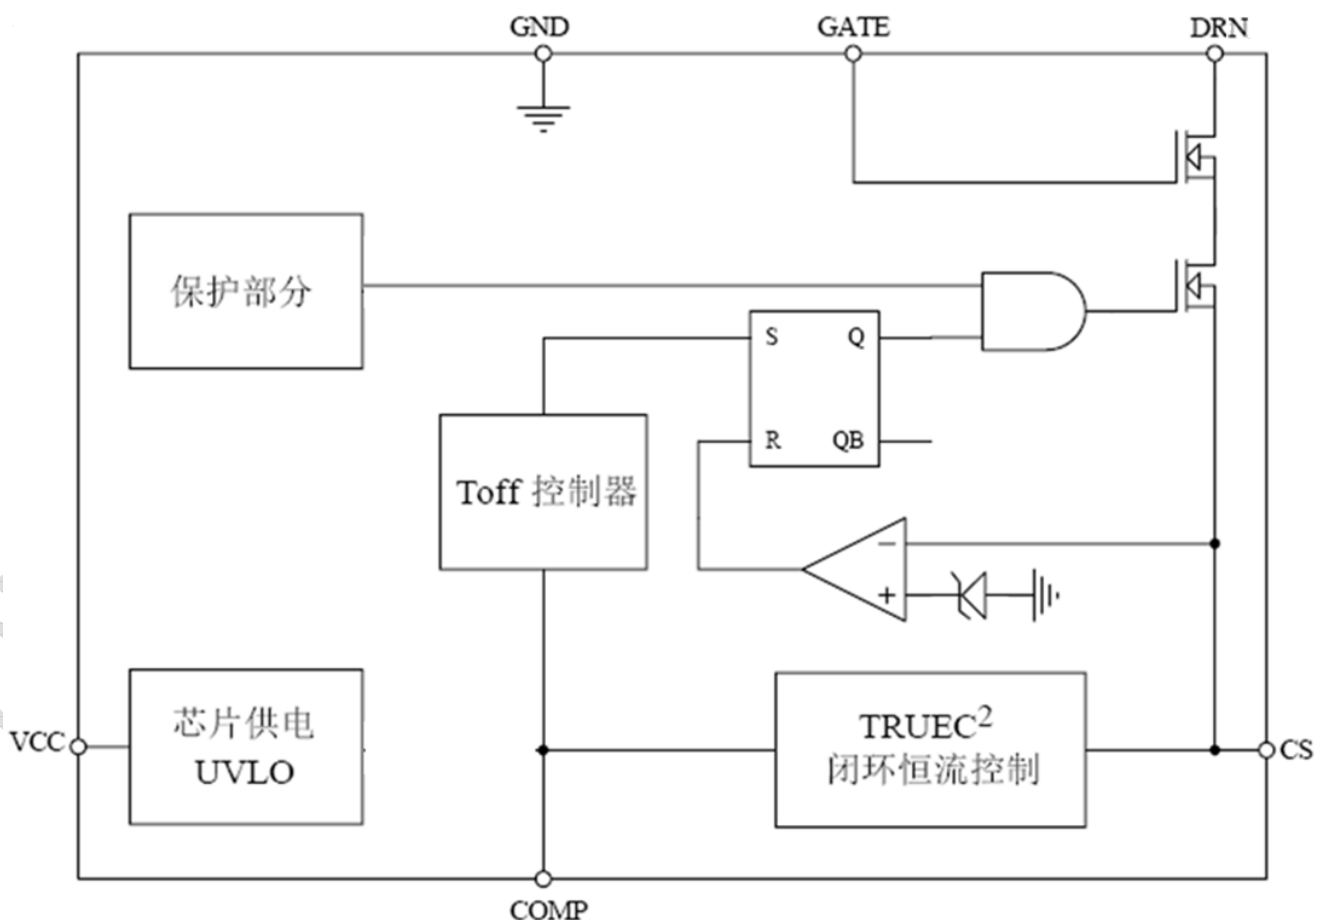 GND
GATE
DRN
保护部分
S
Q
R
QB
Toff 控制器
−
+
芯片供电
UVLO
VCC
TRUEC²
闭环恒流控制
CS
COMP